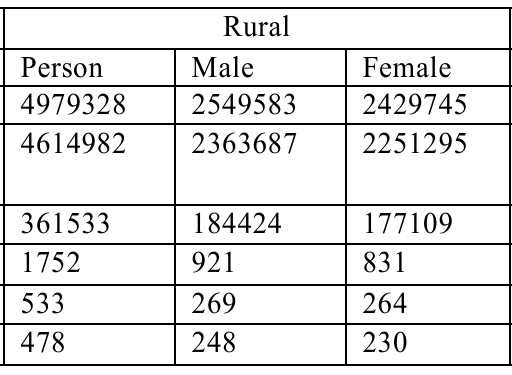 Rural
Person Male Female
4979328 2549583 2429745
4614982 2363687 2251295
361533 184424 177109
1752 921 831
533 269 264
478 248 230